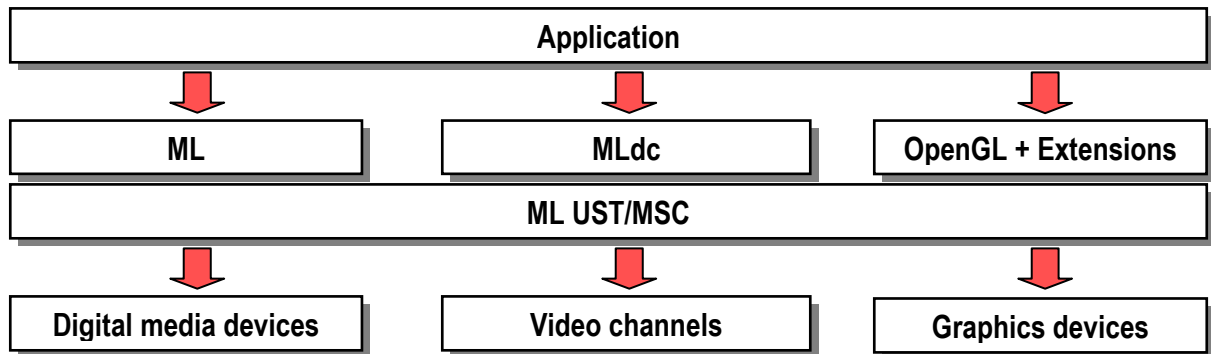 Application
ML
MLdc
OpenGL + Extensions
ML UST/MSC
Digital media devices
Video channels
Graphics devices